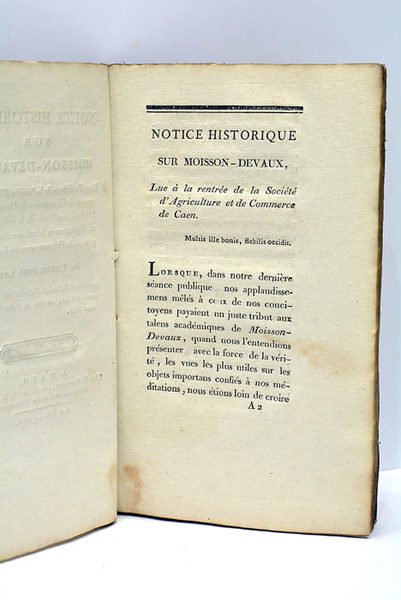 NOTICE HISTORIQUE
SUR MOISSON-DEVAUX,
Lue à la rentrée de la Société
d'Agriculture et de Commerce
de Caen.
Multis ille bonis, flebilis occidit.
LORSQUE, dans notre dernière
séance publique nos applaudisse-
mens mêlés à ceux de nos conci-
toyens payaient un juste tribut aux
talens académiques de Moisson-
Devaux, quand nous l'entendions
présenter avec la force de la véri-
té, les vues les plus utiles sur les
objets importans confiés à nos mé-
ditations, nous étions loin de croire
A 2